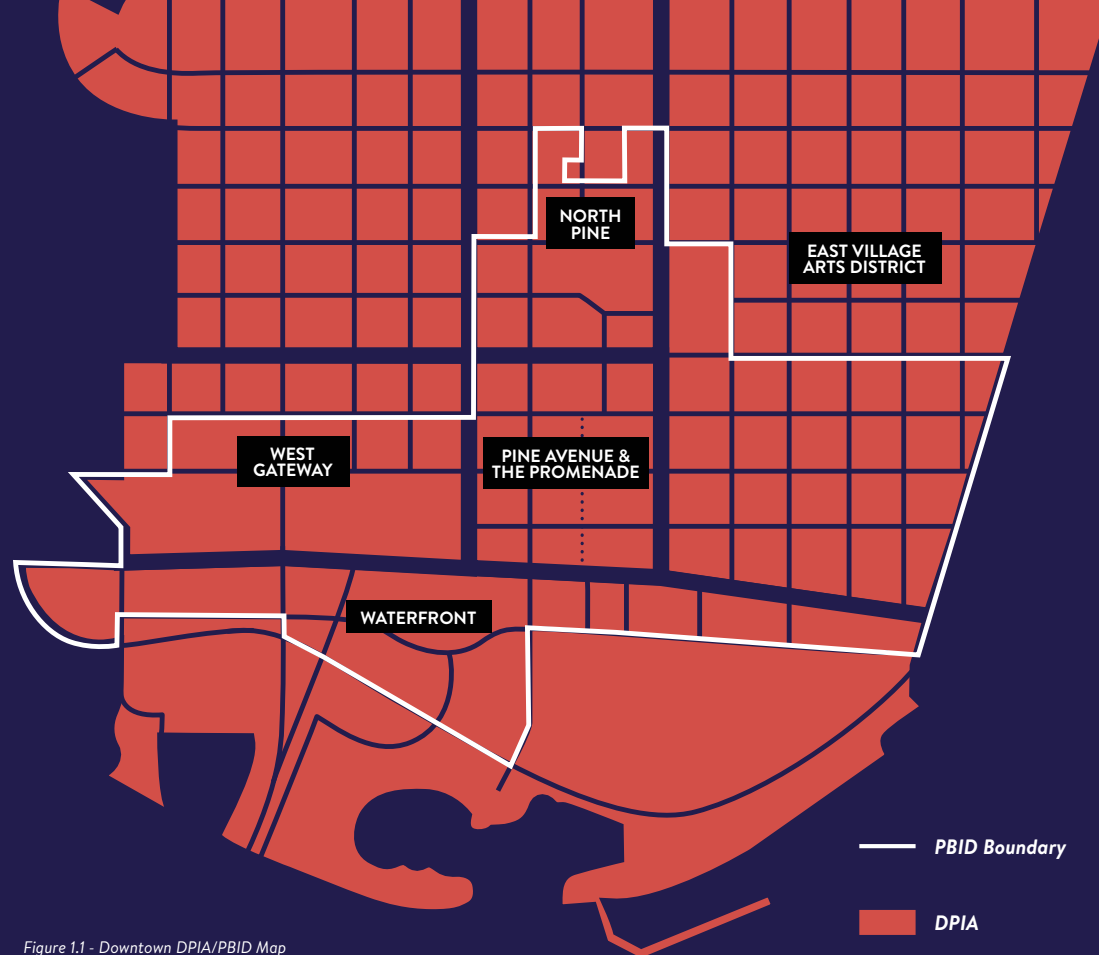 NORTH
PINE
EAST VILLAGE
ARTS DISTRICT
WEST
GATEWAY
PINE AVENUE &
THE PROMENADE
WATERFRONT
PBID Boundary
DPIA
Figure 1.1 - Downtown DPIA/PBID Map